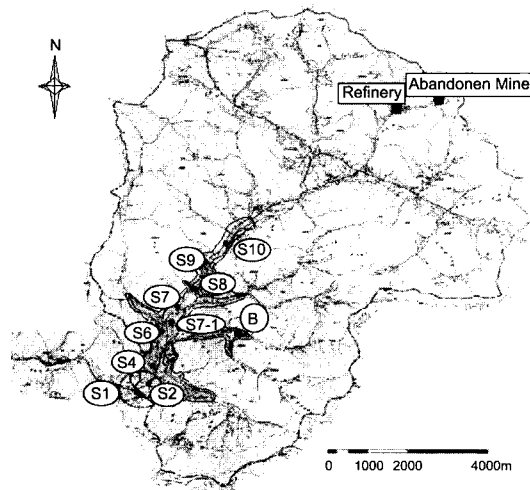 N
Refinery
Abandonen Mine
S10
S9
S8
S7
S7-1
B
S6
S4
S1
S2
0 1000 2000 4000m